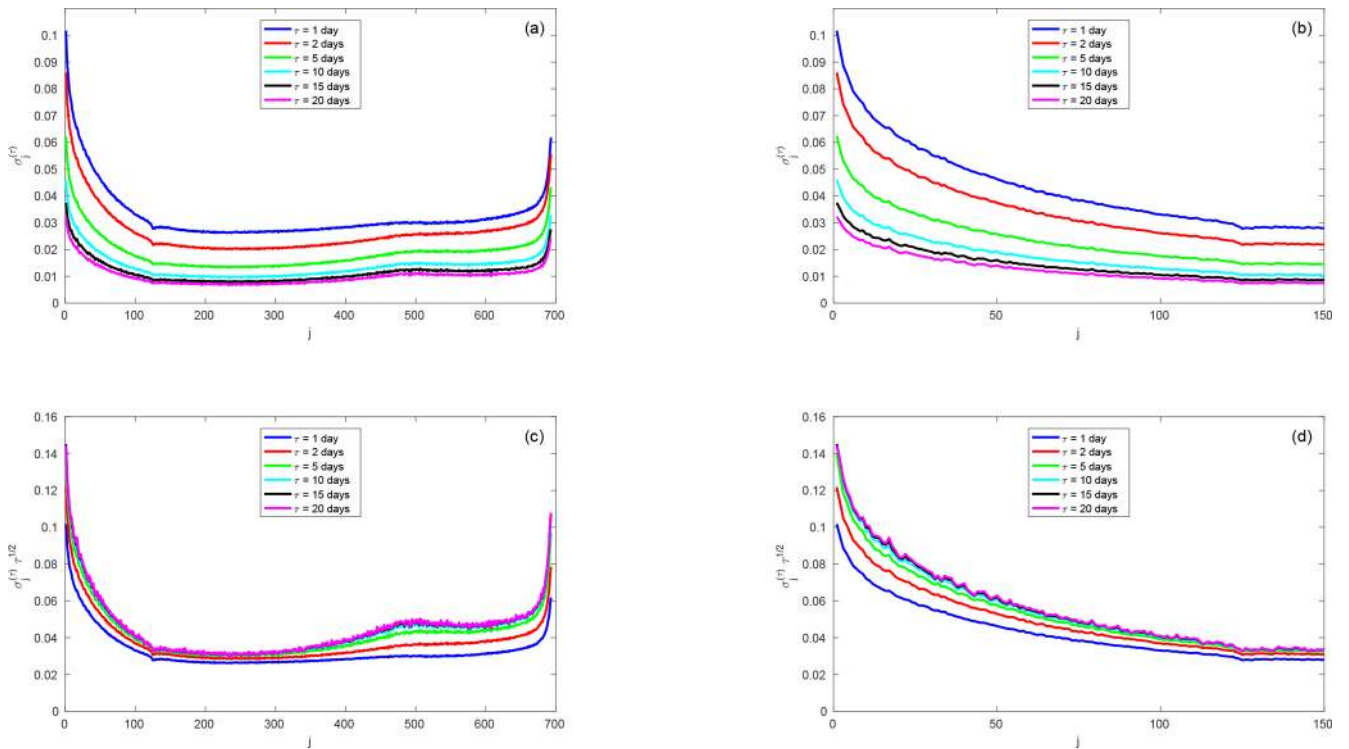 (a)
τ = 1 day
τ = 2 days
τ = 5 days
τ = 10 days
τ = 15 days
τ = 20 days
0.1
0.09
0.08
0.07
0.06
0.05
0.04
0.03
0.02
0.01
0
σj(τ)
0 100 200 300 400 500 600 700
j
(b)
τ = 1 day
τ = 2 days
τ = 5 days
τ = 10 days
τ = 15 days
τ = 20 days
0.1
0.09
0.08
0.07
0.06
0.05
0.04
0.03
0.02
0.01
0
σj(τ)
0 50 100 150
j
(c)
τ = 1 day
τ = 2 days
τ = 5 days
τ = 10 days
τ = 15 days
τ = 20 days
0.16
0.14
0.12
0.1
0.08
0.06
0.04
0.02
0
σj(τ) τ1/2
0 100 200 300 400 500 600 700
j
(d)
τ = 1 day
τ = 2 days
τ = 5 days
τ = 10 days
τ = 15 days
τ = 20 days
0.16
0.14
0.12
0.1
0.08
0.06
0.04
0.02
0
σj(τ) τ1/2
0 50 100 150
j